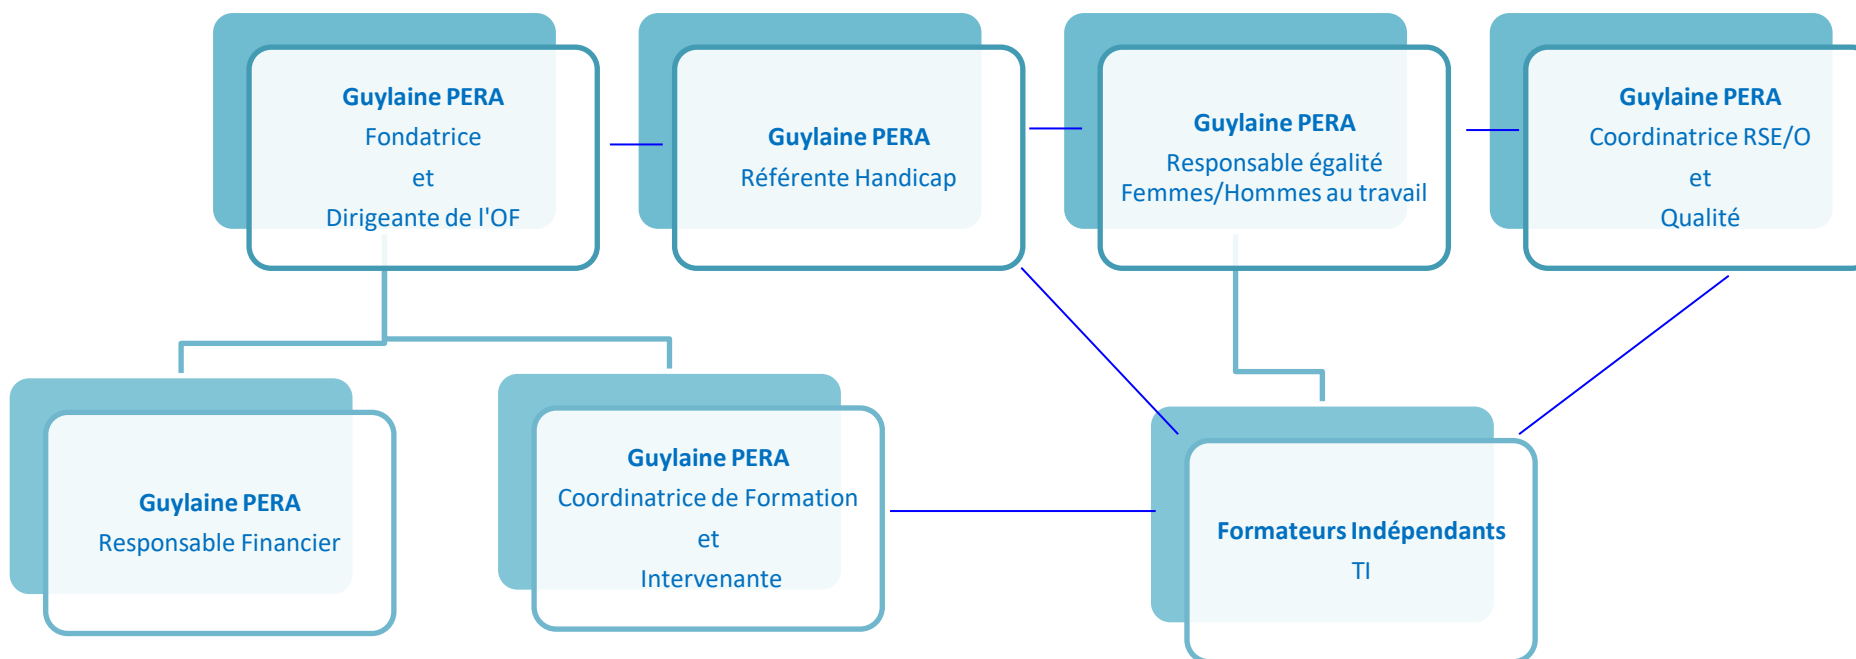 Guylaine PERA
Fondatrice
et
Dirigeante de l'OF
Guylaine PERA
Référente Handicap
Guylaine PERA
Responsable égalité
Femmes/Hommes au travail
Guylaine PERA
Coordinatrice RSE/O
et
Qualité
Guylaine PERA
Responsable Financier
Guylaine PERA
Coordinatrice de Formation
et
Intervenante
Formateurs Indépendants
TI